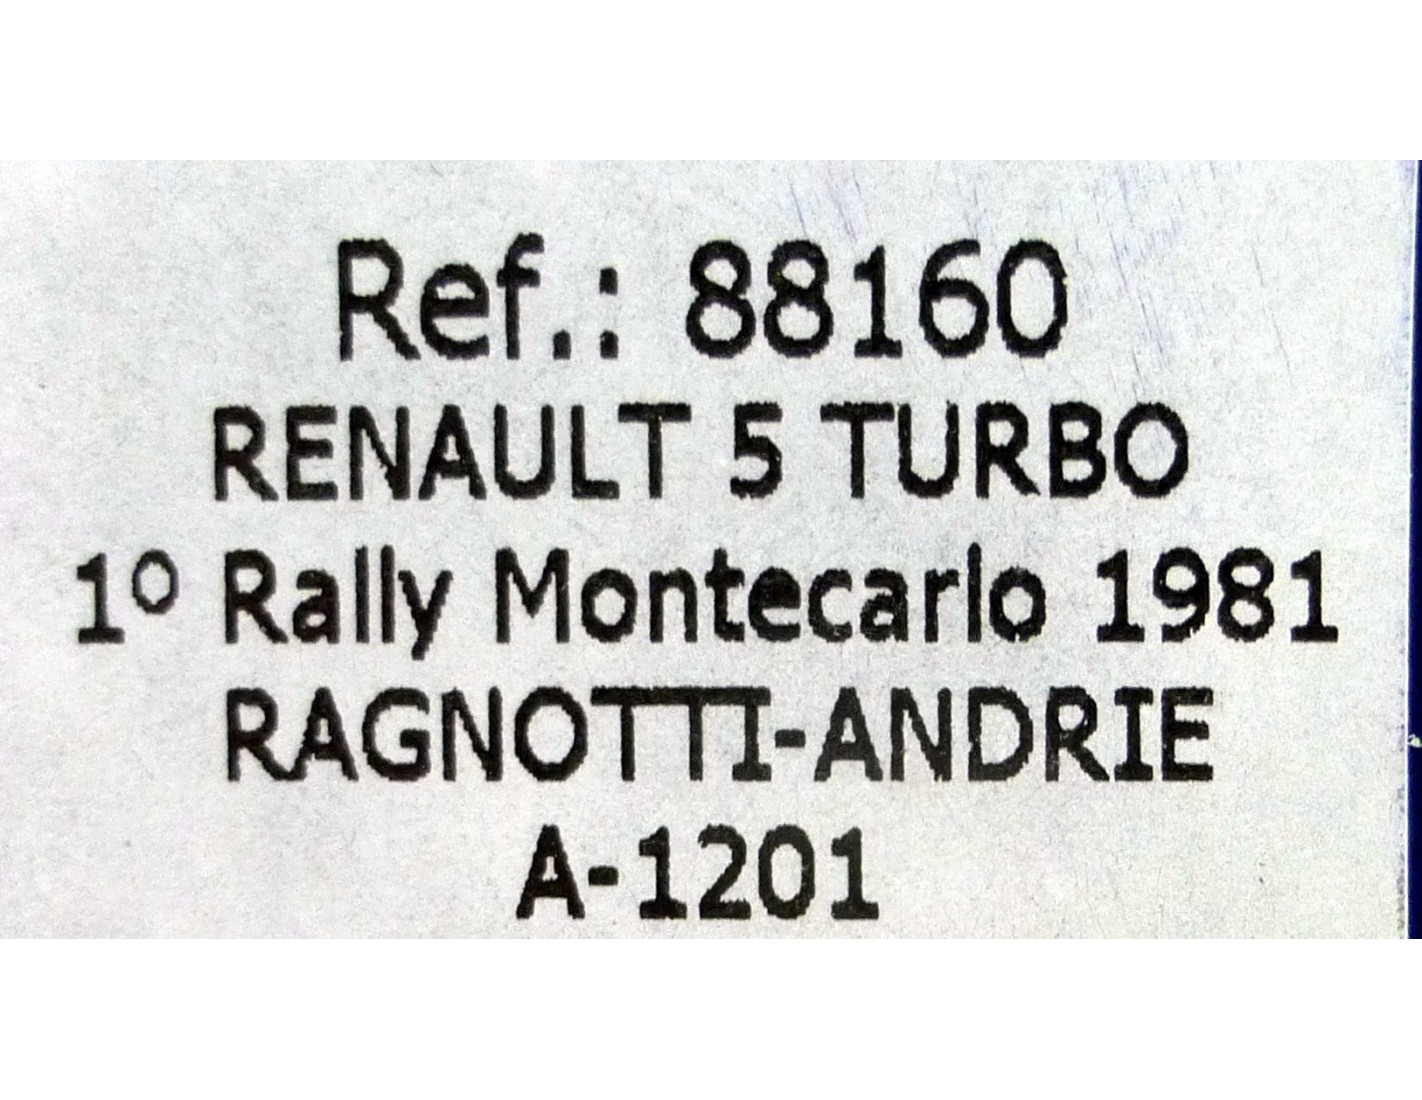 Ref.: 88160
RENAULT 5 TURBO
1º Rally Montecarlo 1981
RAGNOTTI-ANDRIE
A-1201